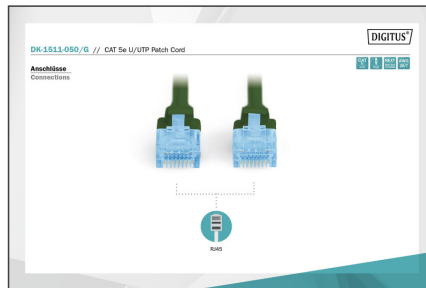 DIGITUS®
DK-1511-050/G // CAT 5e U/UTP Patch Cord
Anschlüsse
Connections
RJ45